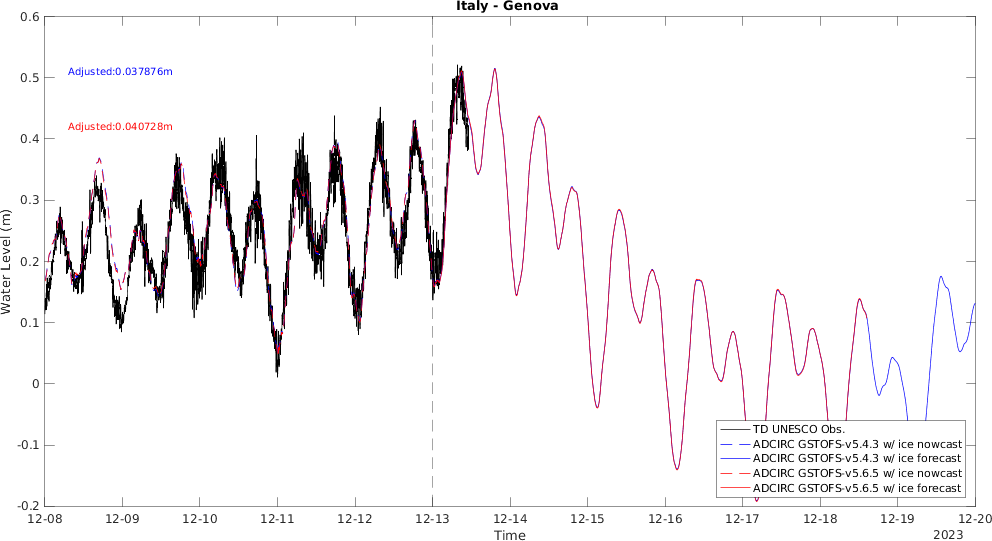 Italy - Genova
Adjusted:0.037876m
Adjusted:0.040728m
Water Level (m)
0.6
0.5
0.4
0.3
0.2
0.1
0
-0.1
-0.2
TD UNESCO Obs.
ADCIRC GSTOFS-v5.4.3 w/ ice nowcast
ADCIRC GSTOFS-v5.4.3 w/ ice forecast
ADCIRC GSTOFS-v5.6.5 w/ ice nowcast
ADCIRC GSTOFS-v5.6.5 w/ ice forecast
12-08 12-09 12-10 12-11 12-12 12-13 12-14 12-15 12-16 12-17 12-18 12-19 12-20
Time
2023